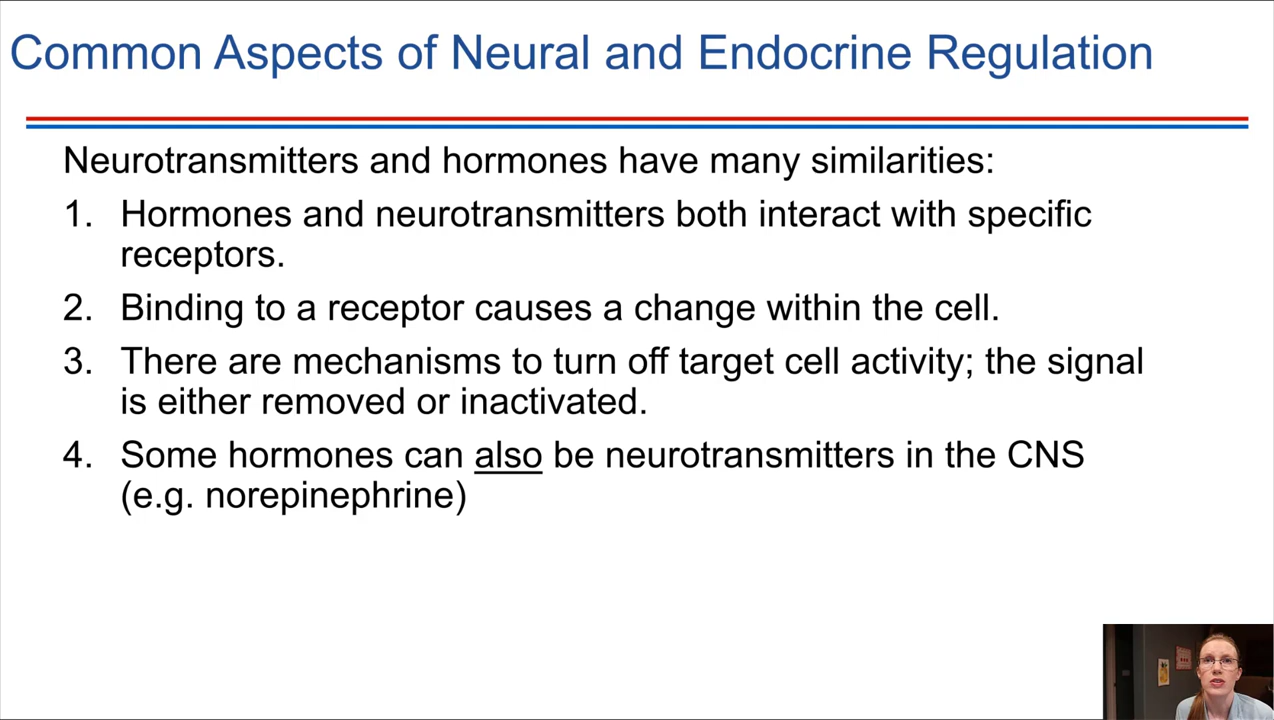 Common Aspects of Neural and Endocrine Regulation
Neurotransmitters and hormones have many similarities:
1. Hormones and neurotransmitters both interact with specific
receptors.
2. Binding to a receptor causes a change within the cell.
3. There are mechanisms to turn off target cell activity; the signal
is either removed or inactivated.
4. Some hormones can also be neurotransmitters in the CNS
(e.g. norepinephrine)